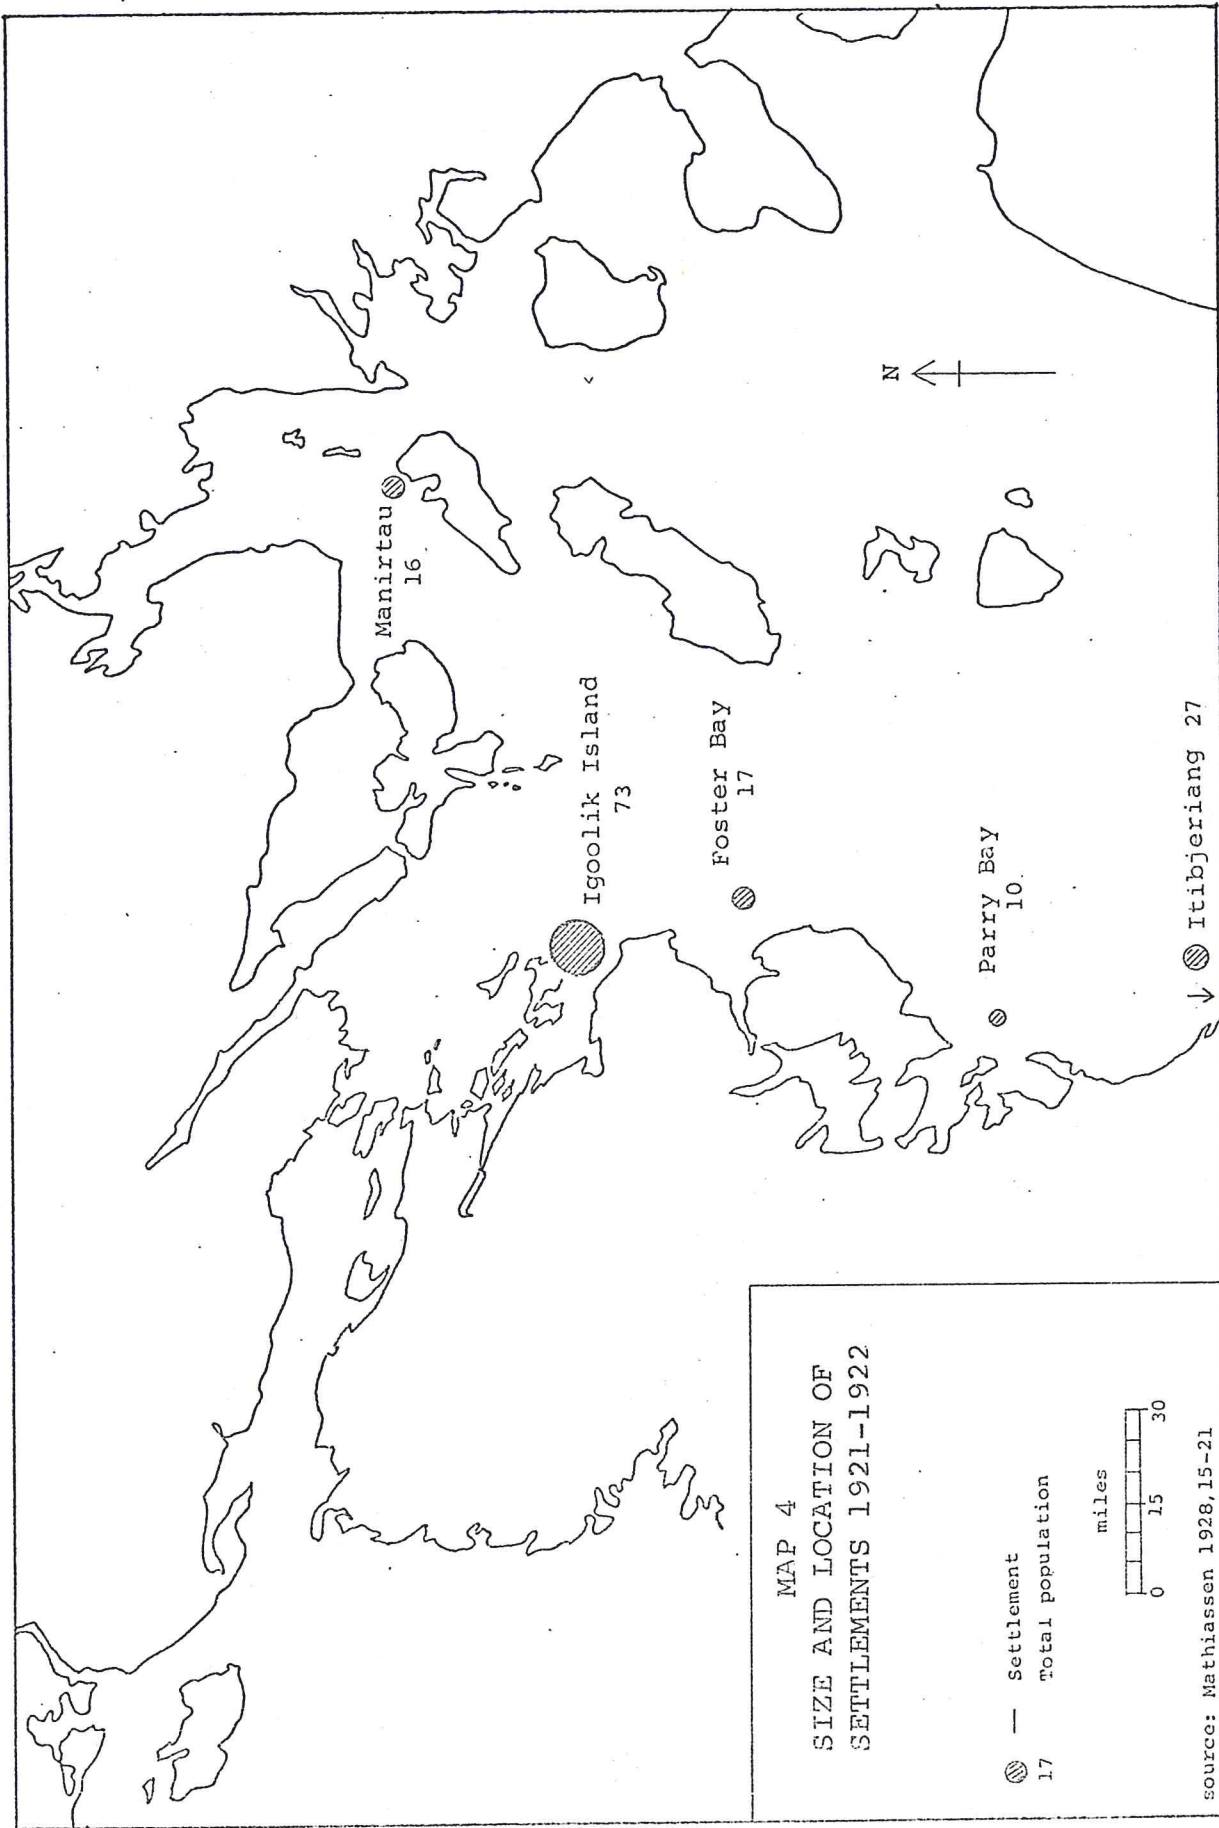 Manirtau
16
Igoolik Island
73
Foster Bay
17
Parry Bay
10
Itibjeriang 27
N
MAP 4
SIZE AND LOCATION OF
SETTLEMENTS 1921-1922
— Settlement
17 Total population
miles
0 15 30
source: Mathiassen 1928,15-21